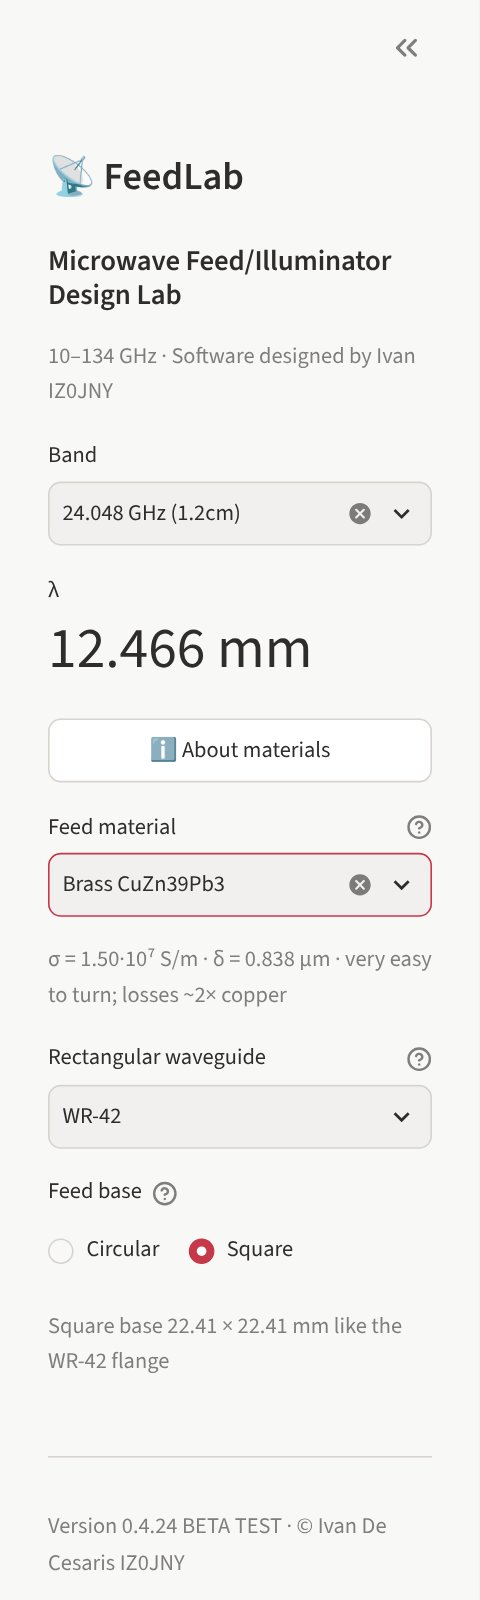 FeedLab
Microwave Feed/Illuminator
Design Lab
10–134 GHz · Software designed by Ivan
IZ0JNY
Band
24.048 GHz (1.2cm)
λ
12.466 mm
ℹ️ About materials
Feed material
Brass CuZn39Pb3
σ = 1.50·10⁷ S/m · δ = 0.838 µm · very easy
to turn; losses ~2× copper
Rectangular waveguide
WR-42
Feed base
Circular Square
Square base 22.41 × 22.41 mm like the
WR-42 flange
Version 0.4.24 BETA TEST · © Ivan De
Cesaris IZ0JNY